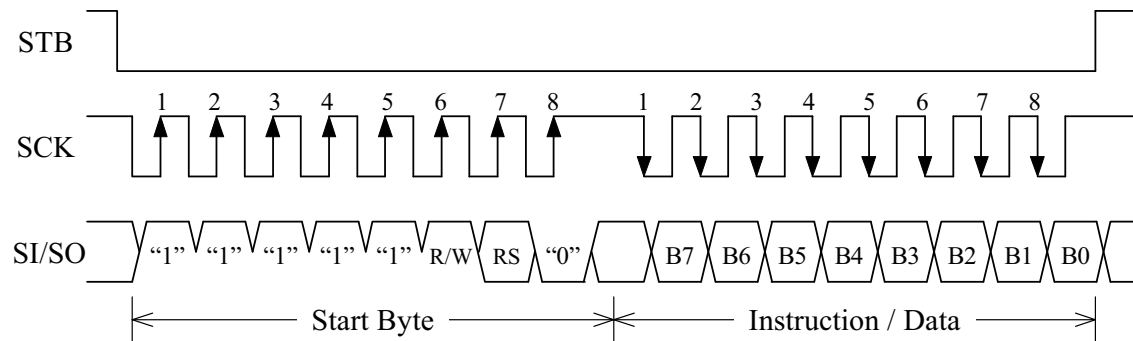 STB
1 2 3 4 5 6 7 8 1 2 3 4 5 6 7 8
SCK
SI/SO “1” “1” “1” “1” “1” R/W RS “0” B7 B6 B5 B4 B3 B2 B1 B0
Start Byte Instruction / Data